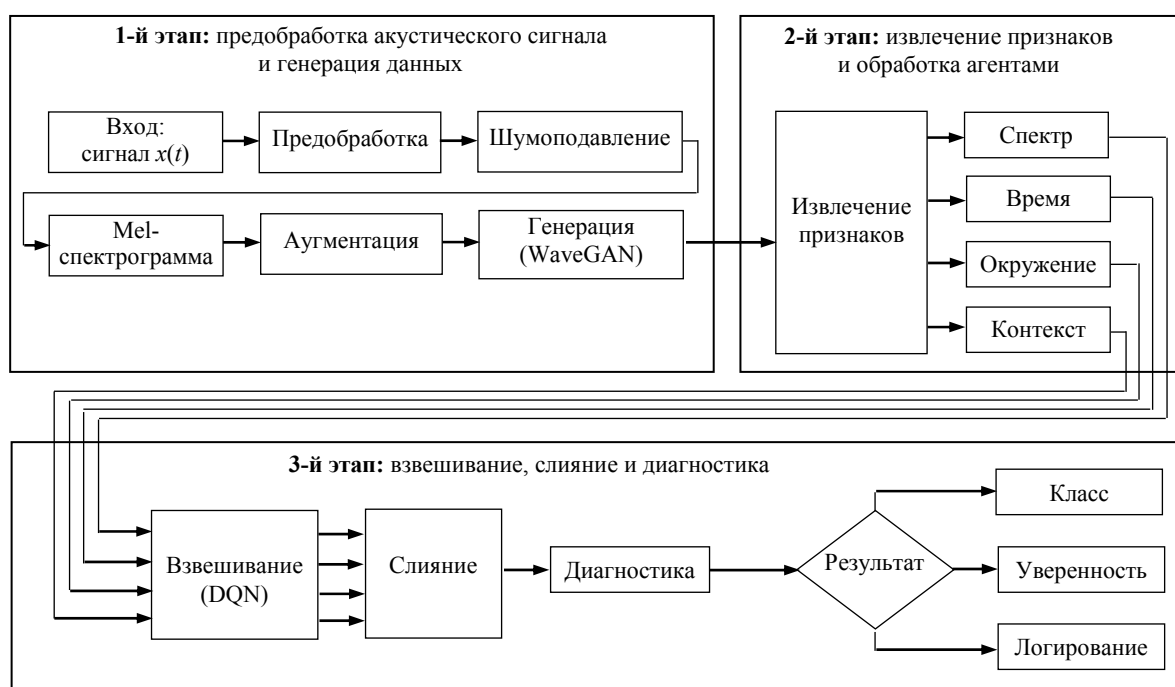 1-й этап: предобработка акустического сигнала
и генерация данных
Вход:
сигнал x(t)
Предобработка
Шумоподавление
Mel-
спектрограмма
Аугментация
Генерация
(WaveGAN)
2-й этап: извлечение признаков
и обработка агентами
Извлечение
признаков
Спектр
Время
Окружение
Контекст
3-й этап: взвешивание, слияние и диагностика
Взвешивание
(DQN)
Слияние
Диагностика
Результат
Класс
Уверенность
Логирование